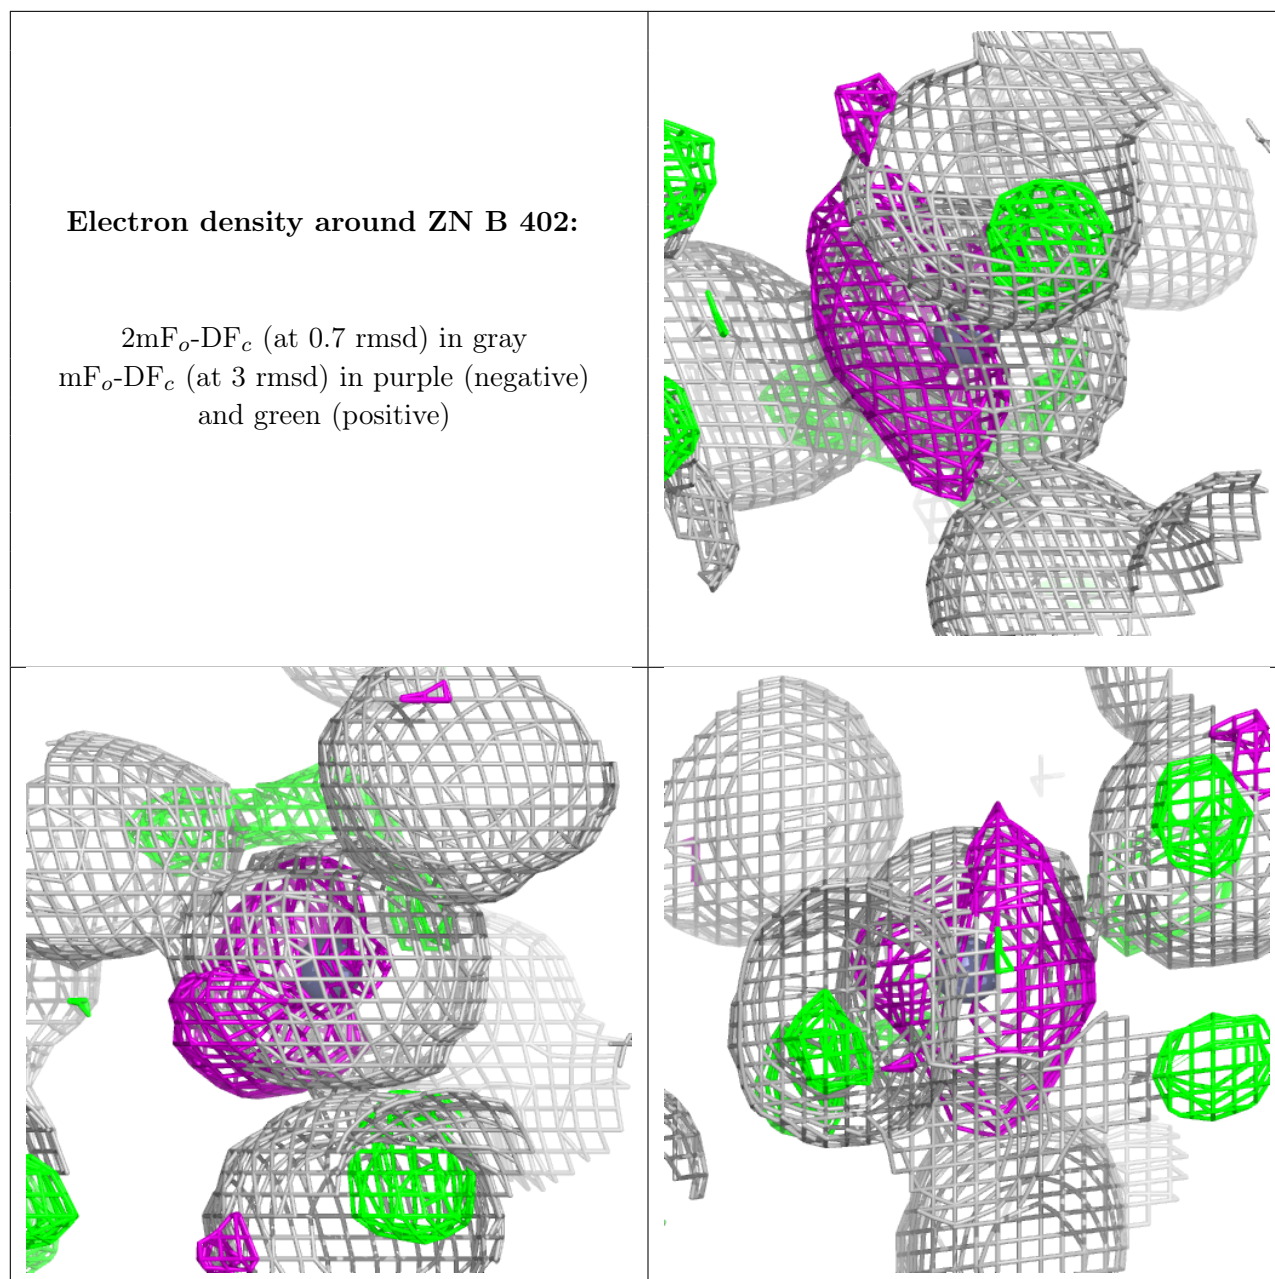 Electron density around ZN B 402:
2mFo-DFc (at 0.7 rmsd) in gray
mFo-DFc (at 3 rmsd) in purple (negative)
and green (positive)